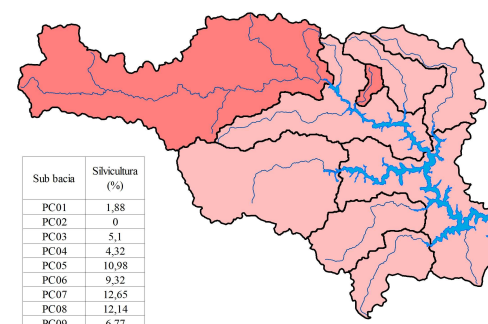 Sub bacia Silvicultura (%)
PC01 1,88
PC02 0
PC03 5,1
PC04 4,32
PC05 10,98
PC06 9,32
PC07 12,65
PC08 12,14
PC09 6,77